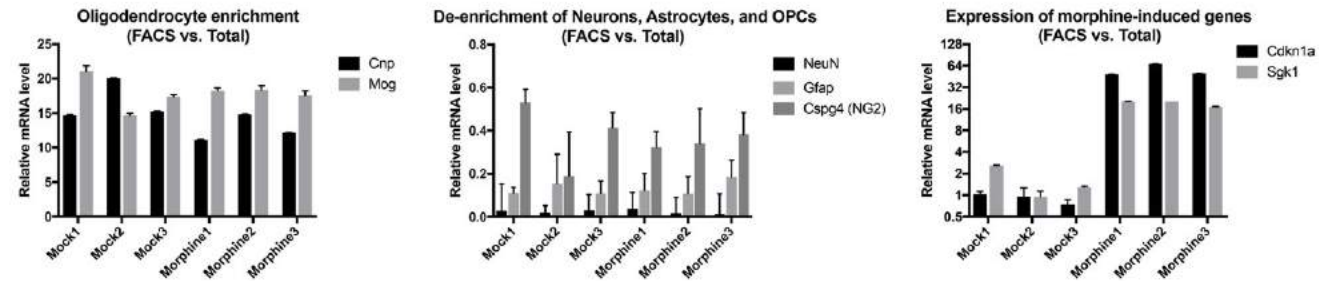 Oligodendrocyte enrichment
(FACS vs. Total)
Relative mRNA level
25
20
15
10
5
0
Cnp
Mog
Mock1
Mock2
Mock3
Morphine1
Morphine2
Morphine3
De-enrichment of Neurons, Astrocytes, and OPCs
(FACS vs. Total)
Relative mRNA level
0.8
0.6
0.4
0.2
0.0
NeuN
Gfap
Cspg4 (NG2)
Mock1
Mock2
Mock3
Morphine1
Morphine2
Morphine3
Expression of morphine-induced genes
(FACS vs. Total)
Relative mRNA level
128
64
32
16
8
4
2
1
0.5
Cdkn1a
Sgk1
Mock1
Mock2
Mock3
Morphine1
Morphine2
Morphine3